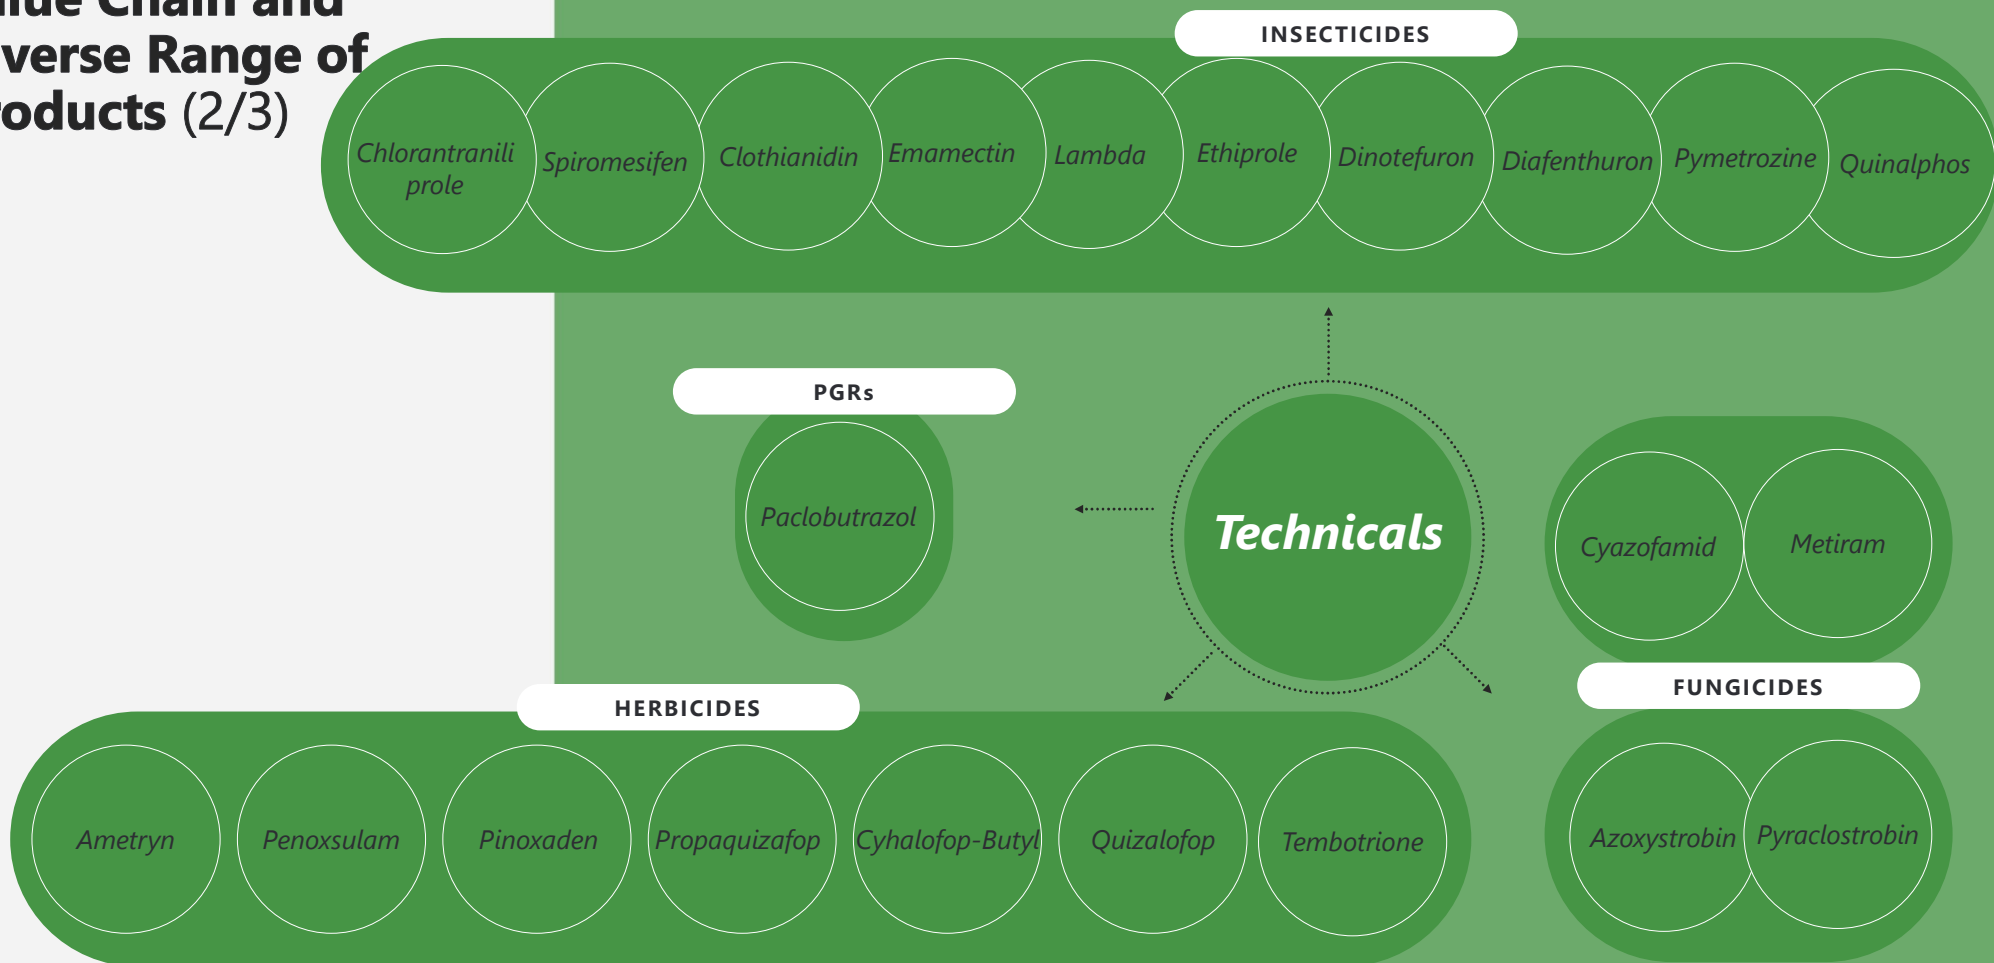 verse Range of
roducts (2/3)
INSECTICIDES
Chlorantranili
prole
Spiromesifen
Clothianidin
Emamectin
Lambda
Ethiprole
Dinotefuron
Diafenthuron
Pymetrozine
Quinalphos
PGRs
Paclobutrazol
Technicals
Cyazofamid
Metiram
FUNGICIDES
Azoxystrobin
Pyraclostrobin
HERBICIDES
Ametryn
Penoxsulam
Pinoxaden
Propaquizafop
Cyhalofop-Butyl
Quizalofop
Tembotrione